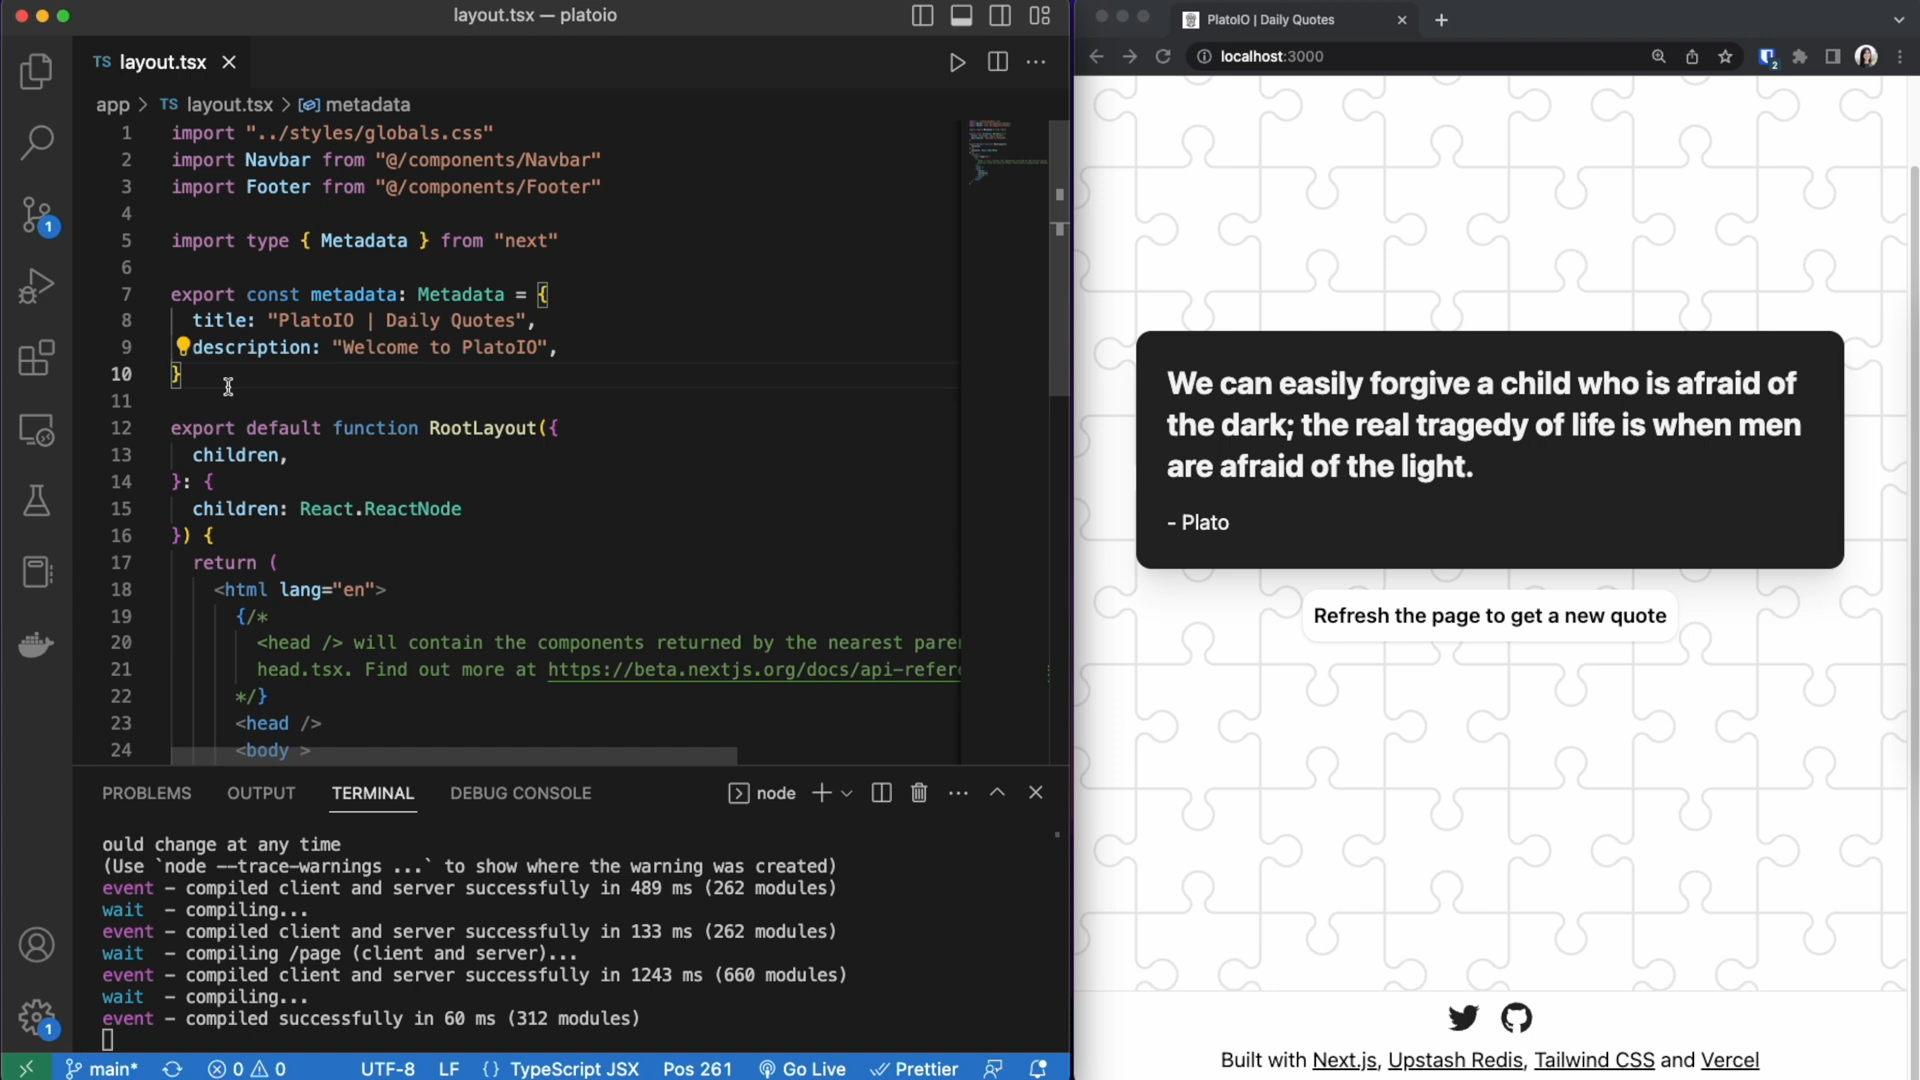 layout.tsx — platoio
TS layout.tsx
app > TS layout.tsx > metadata
1 import "../styles/globals.css"
2 import Navbar from "@/components/Navbar"
3 import Footer from "@/components/Footer"
4
5 import type { Metadata } from "next"
6
7 export const metadata: Metadata = {
8 title: "PlatoIO | Daily Quotes",
9 description: "Welcome to PlatoIO",
10 }
11
12 export default function RootLayout({
13 children,
14 }: {
15 children: React.ReactNode
16 }) {
17 return (
18 <html lang="en">
19 {/*
20 <head /> will contain the components returned by the nearest pare
21 head.tsx. Find out more at https://beta.nextjs.org/docs/api-refer
22 */}
23 <head />
24 <body >
PROBLEMS OUTPUT TERMINAL DEBUG CONSOLE node
ould change at any time
(Use `node --trace-warnings ...` to show where the warning was created)
event - compiled client and server successfully in 489 ms (262 modules)
wait - compiling...
event - compiled client and server successfully in 133 ms (262 modules)
wait - compiling /page (client and server)...
event - compiled client and server successfully in 1243 ms (660 modules)
wait - compiling...
event - compiled successfully in 60 ms (312 modules)
1
1
main* 0 0 UTF-8 LF {} TypeScript JSX Pos 261 Go Live Prettier
PlatoIO | Daily Quotes
localhost:3000
2
We can easily forgive a child who is afraid of
the dark; the real tragedy of life is when men
are afraid of the light.
- Plato
Refresh the page to get a new quote
Built with Next.js, Upstash Redis, Tailwind CSS and Vercel